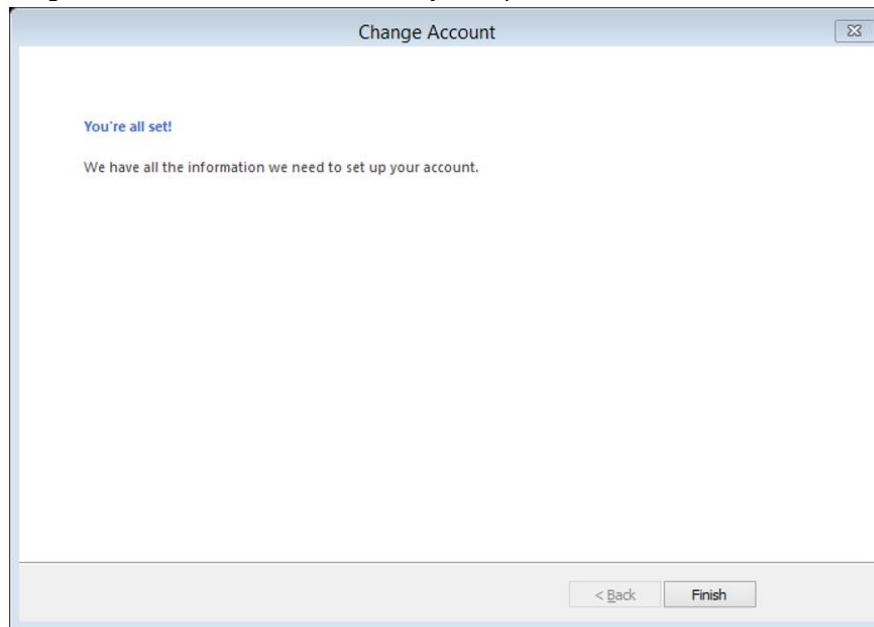 Change Account
You're all set!
We have all the information we need to set up your account.
< Back
Finish